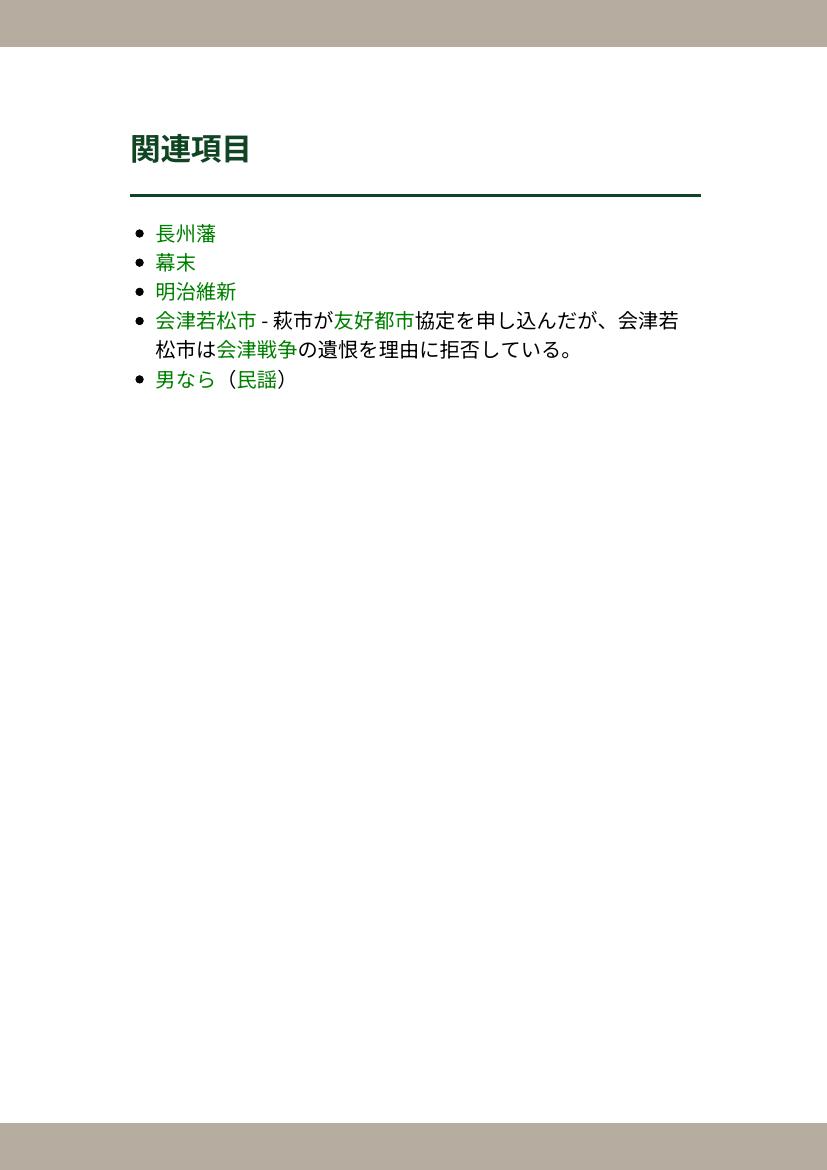 関連項目
長州藩
幕末
明治維新
会津若松市 - 萩市が友好都市協定を申し込んだが、会津若
松市は会津戦争の遺恨を理由に拒否している。
男なら（民謡）